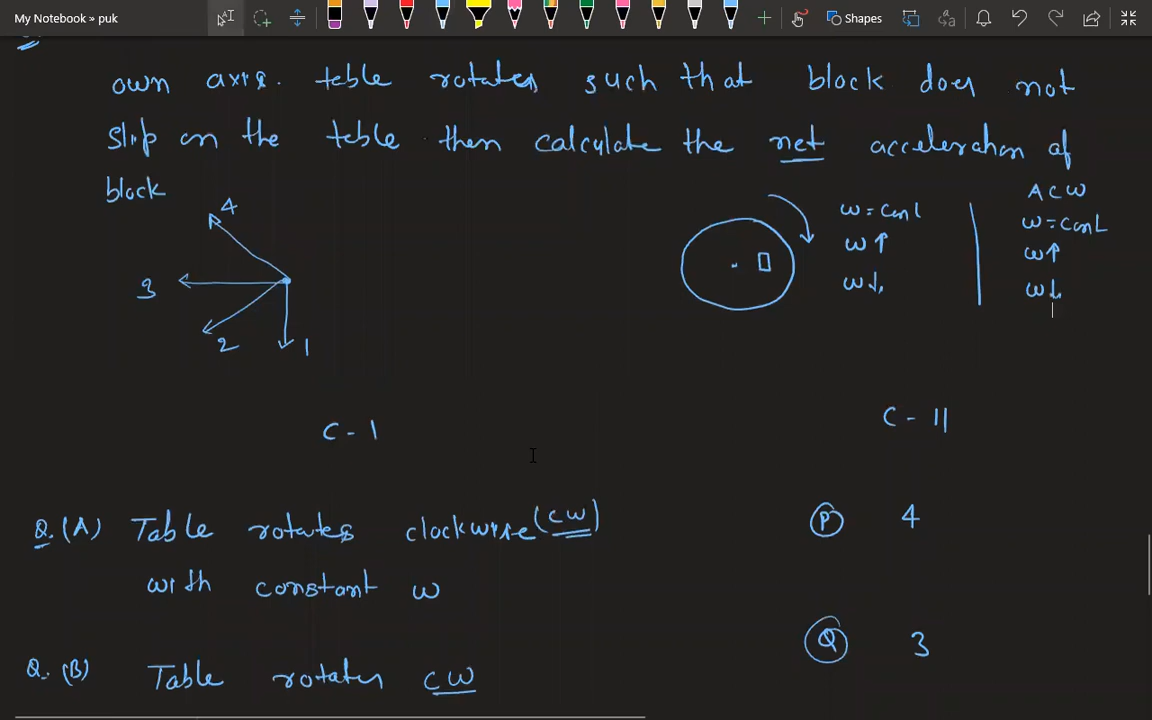 My Notebook » puk
Shapes
own axis. table rotates such that block does not
slip on the table then calculate the net acceleration of
block
4
3
2
1
ω = const
ω↑
ω↓
A C W
ω = const
ω↑
ω↓
C - I
C - II
Q. (A) Table rotates clockwise (cw)
with constant ω
P 4
Q 3
Q. (B) Table rotates cw